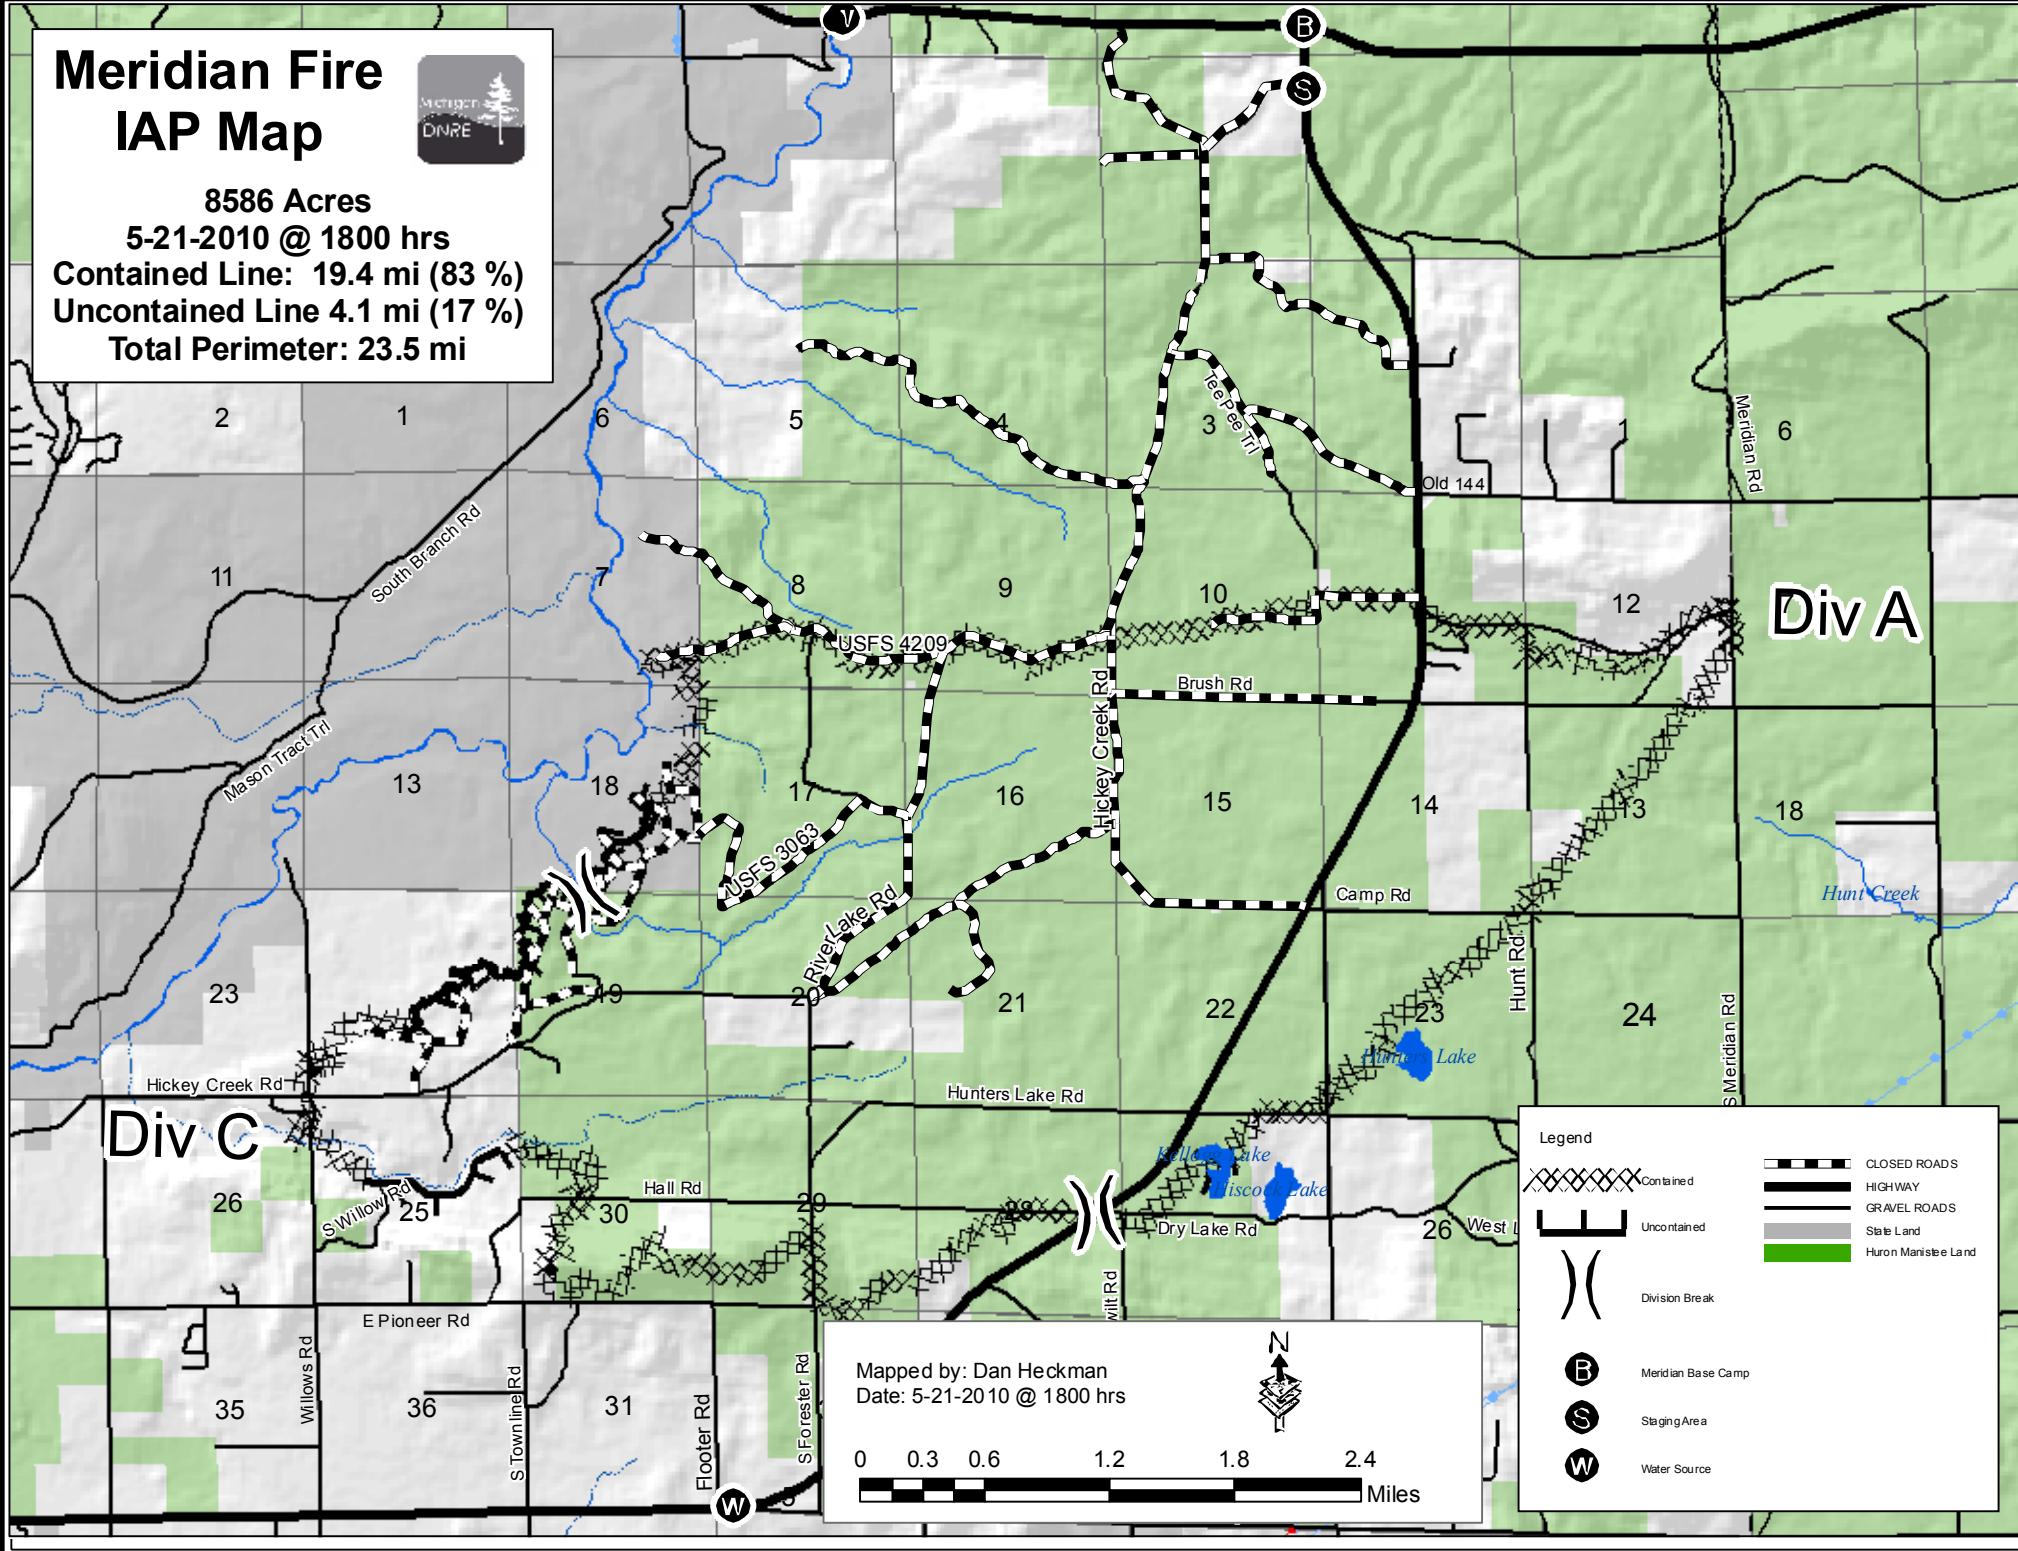 Meridian Fire
IAP Map
Michigan
DNRE
8586 Acres
5-21-2010 @ 1800 hrs
Contained Line: 19.4 mi (83 %)
Uncontained Line 4.1 mi (17 %)
Total Perimeter: 23.5 mi
B
S
2
1
6
5
4
3
1
6
Tee Pee Trl
Meridian Rd
Old 144
South Branch Rd
11
7
8
9
10
12
7
Div A
USFS 4209
Brush Rd
Hickey Creek Rd
Mason Tract Trl
13
18
17
16
15
14
13
18
USFS 3063
River Lake Rd
Camp Rd
Hunt Creek
Hunt Rd
23
19
20
21
22
23
24
S Meridian Rd
Hunters Lake
Hickey Creek Rd
Hunters Lake Rd
Div C
Kellogg Lake
Hiscock Lake
26
S Willow Rd
25
Hall Rd
30
29
28
Dry Lake Rd
26
West L
E Pioneer Rd
Willows Rd
35
36
S Townline Rd
31
Flooter Rd
S Forester Rd
wilt Rd
W
Mapped by: Dan Heckman
Date: 5-21-2010 @ 1800 hrs
N
0 0.3 0.6 1.2 1.8 2.4
Miles
Legend
Contained
Uncontained
Division Break
B Meridian Base Camp
S Staging Area
W Water Source
CLOSED ROADS
HIGHWAY
GRAVEL ROADS
State Land
Huron Manistee Land